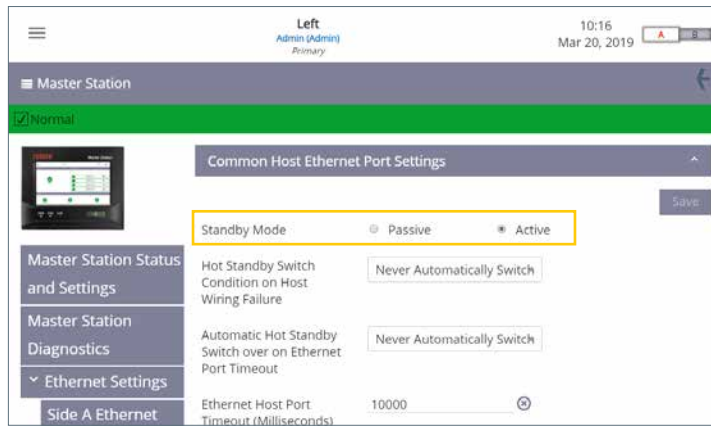 Left
Admin (Admin)
Primary
10:16
Mar 20, 2019
A
B
Master Station
Normal
Common Host Ethernet Port Settings
Save
Standby Mode
Passive
Active
Master Station Status
and Settings
Master Station
Diagnostics
Ethernet Settings
Side A Ethernet
Hot Standby Switch
Condition on Host
Wiring Failure
Never Automatically Switch
Automatic Hot Standby
Switch over on Ethernet
Port Timeout
Never Automatically Switch
Ethernet Host Port
Timeout (Milliseconds)
10000